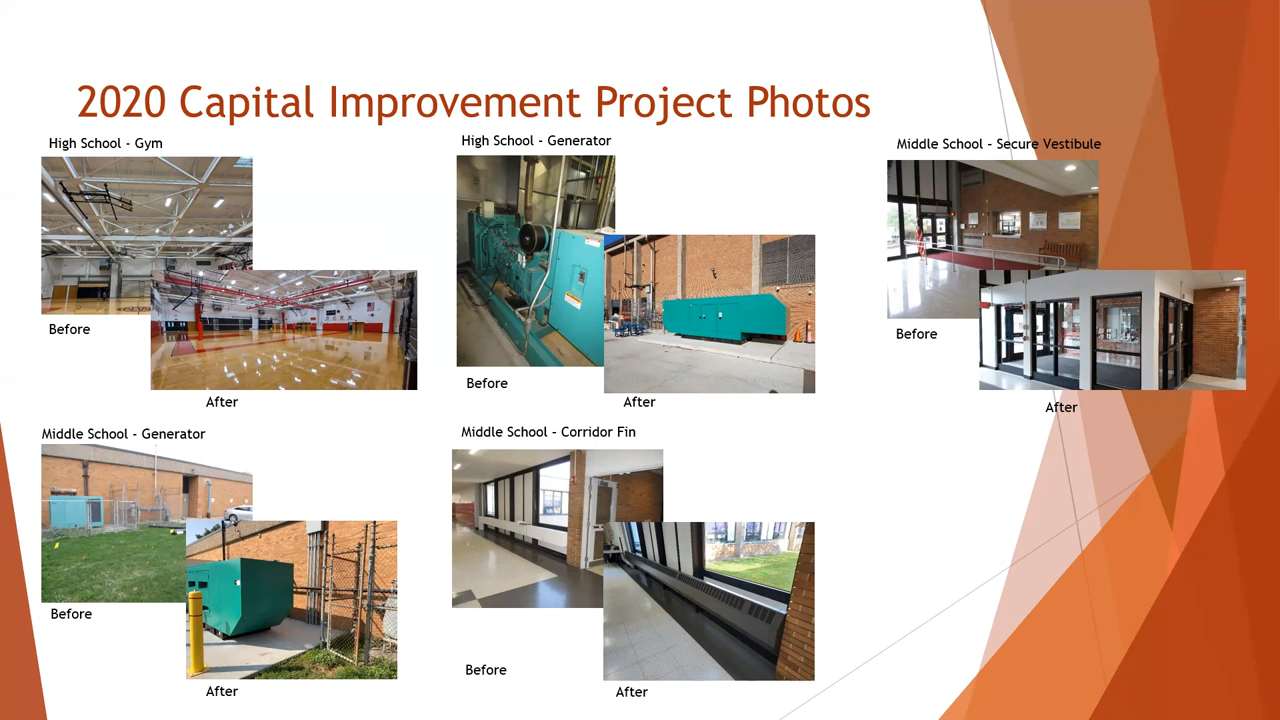 2020 Capital Improvement Project Photos
High School - Gym
Before
After
High School - Generator
Before
After
Middle School – Secure Vestibule
Before
After
Middle School - Generator
Before
After
Middle School – Corridor Fin
Before
After